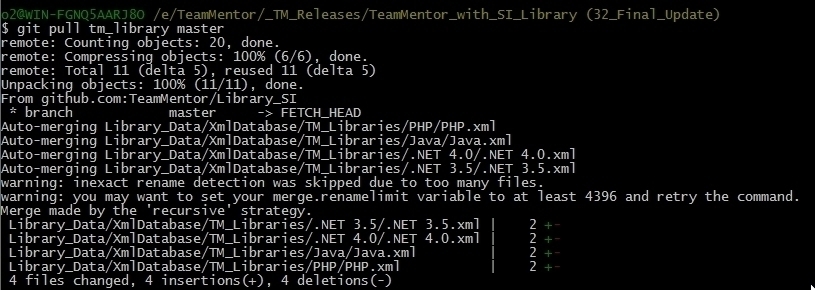 o2@WIN-FGNQ5AARJ8O /e/TeamMentor/_TM_Releases/TeamMentor_with_SI_Library (32_Final_Update)
$ git pull tm_library master
remote: Counting objects: 20, done.
remote: Compressing objects: 100% (6/6), done.
remote: Total 11 (delta 5), reused 11 (delta 5)
Unpacking objects: 100% (11/11), done.
From github.com:TeamMentor/Library_SI
 * branch            master     -> FETCH_HEAD
Auto-merging Library_Data/XmlDatabase/TM_Libraries/PHP/PHP.xml
Auto-merging Library_Data/XmlDatabase/TM_Libraries/Java/Java.xml
Auto-merging Library_Data/XmlDatabase/TM_Libraries/.NET 4.0/.NET 4.0.xml
Auto-merging Library_Data/XmlDatabase/TM_Libraries/.NET 3.5/.NET 3.5.xml
warning: inexact rename detection was skipped due to too many files.
warning: you may want to set your merge.renamelimit variable to at least 4396 and retry the command.
Merge made by the 'recursive' strategy.
 Library_Data/XmlDatabase/TM_Libraries/.NET 3.5/.NET 3.5.xml |    2 +-
 Library_Data/XmlDatabase/TM_Libraries/.NET 4.0/.NET 4.0.xml |    2 +-
 Library_Data/XmlDatabase/TM_Libraries/Java/Java.xml         |    2 +-
 Library_Data/XmlDatabase/TM_Libraries/PHP/PHP.xml           |    2 +-
 4 files changed, 4 insertions(+), 4 deletions(-)